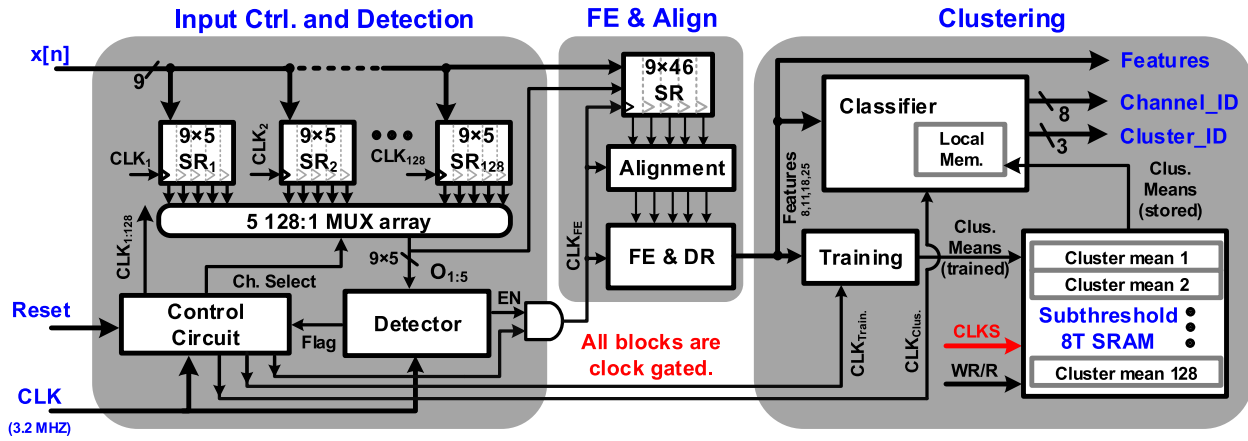 Input Ctrl. and Detection
FE & Align
Clustering
x[n]
9
9×5
SR1
9×5
SR2
9×5
SR128
CLK1
CLK2
CLK128
5 128:1 MUX array
CLK1:128
Ch. Select
9×5
O1:5
Reset
Control
Circuit
Flag
Detector
EN
CLK
(3.2 MHZ)
9×46
SR
Alignment
CLKFE
FE & DR
All blocks are
clock gated.
Features
8,11,18,25
Classifier
Local
Mem.
Features
8
Channel_ID
3
Cluster_ID
Clus.
Means
(stored)
Training
Clus.
Means
(trained)
CLKTrain.
CLKClus.
Cluster mean 1
Cluster mean 2
Subthreshold
8T SRAM
Cluster mean 128
CLKS
WR/R